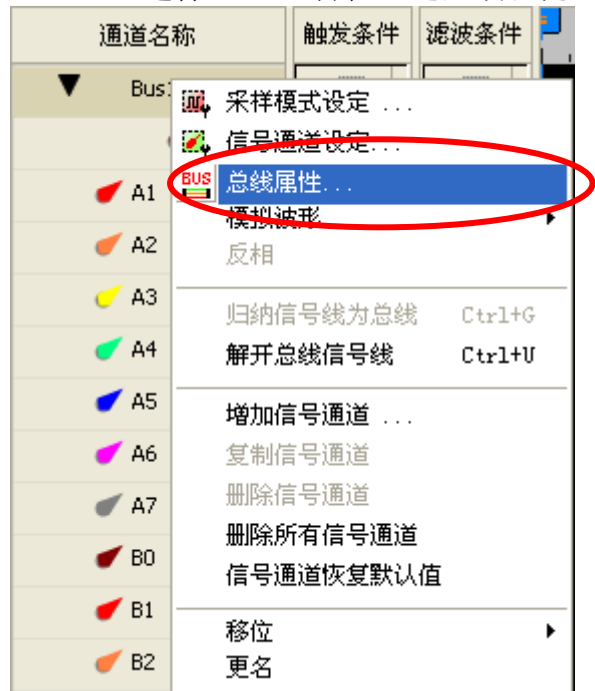 通道名称 触发条件 滤波条件
Bus1
采样模式设定 ...
信号通道设定...
BUS 总线属性...
A1
模拟波形
A2
反相
A3
归纳信号线为总线 Ctrl+G
A4
解开总线信号线 Ctrl+U
A5
增加信号通道 ...
A6
复制信号通道
A7
删除信号通道
B0
删除所有信号通道
信号通道恢复默认值
B1
移位
B2
更名